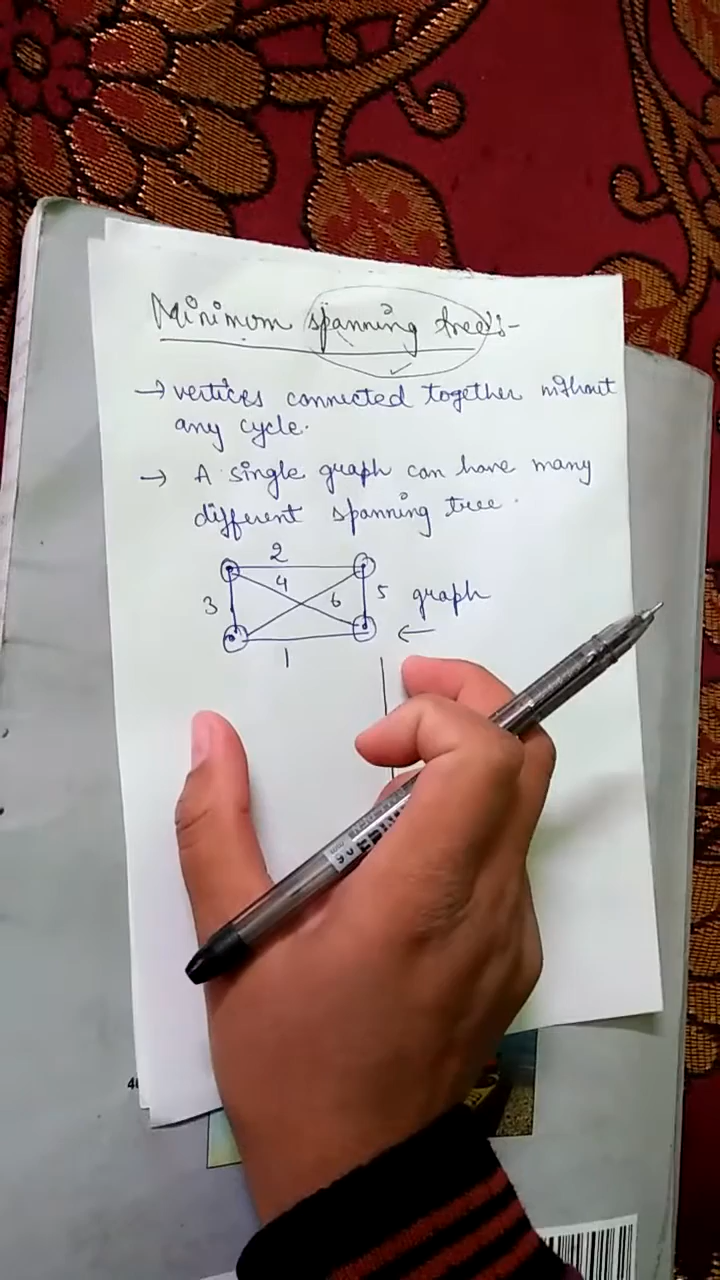 Minimum spanning tree's-
→ vertices connected together without
any cycle.
→ A single graph can have many
different spanning tree.
2
4
3
6
5
graph
←
1